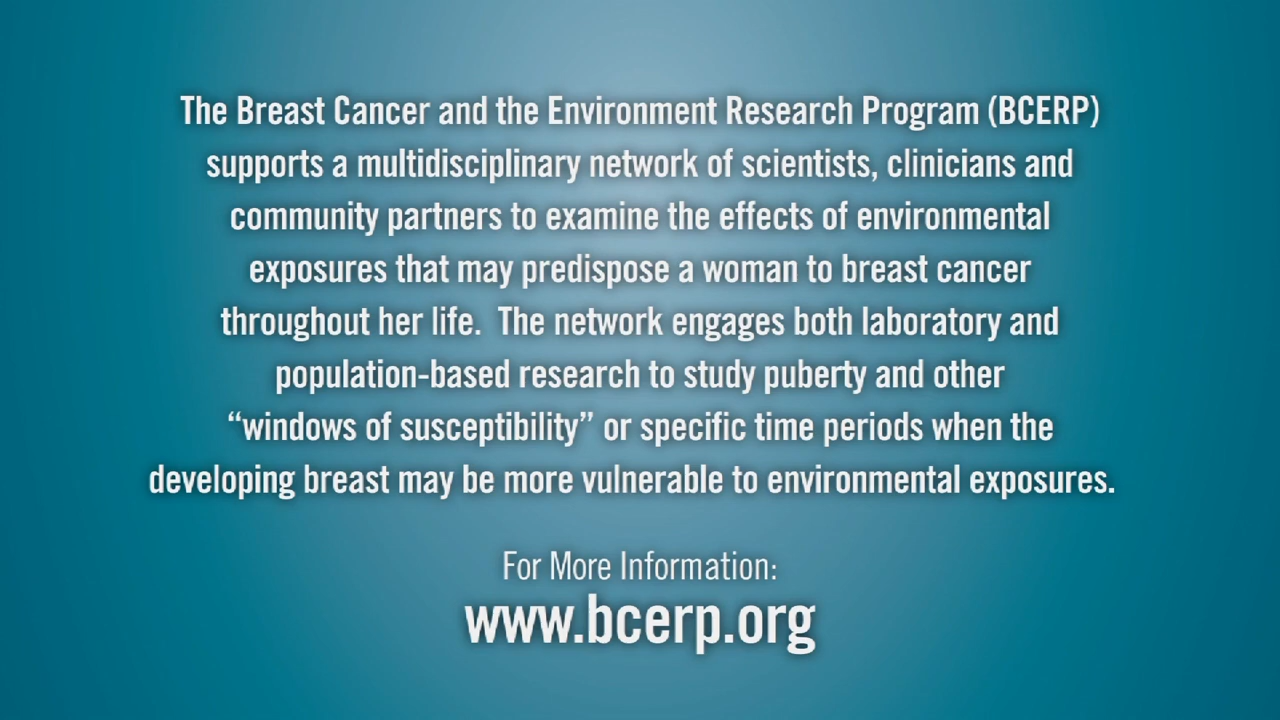 The Breast Cancer and the Environment Research Program (BCERP)
supports a multidisciplinary network of scientists, clinicians and
community partners to examine the effects of environmental
exposures that may predispose a woman to breast cancer
throughout her life.  The network engages both laboratory and
population-based research to study puberty and other
“windows of susceptibility” or specific time periods when the
developing breast may be more vulnerable to environmental exposures.
For More Information:
www.bcerp.org